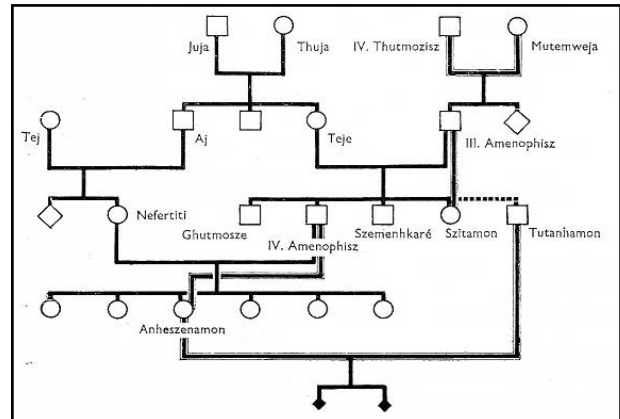 Juja
Thuja
IV. Thutmozisz
Mutemweja
Tej
Aj
Teje
III. Amenophisz
Nefertiti
Ghutmosze
IV. Amenophisz
Szemenhkaré
Szitamon
Tutanhamon
Anheszenamon